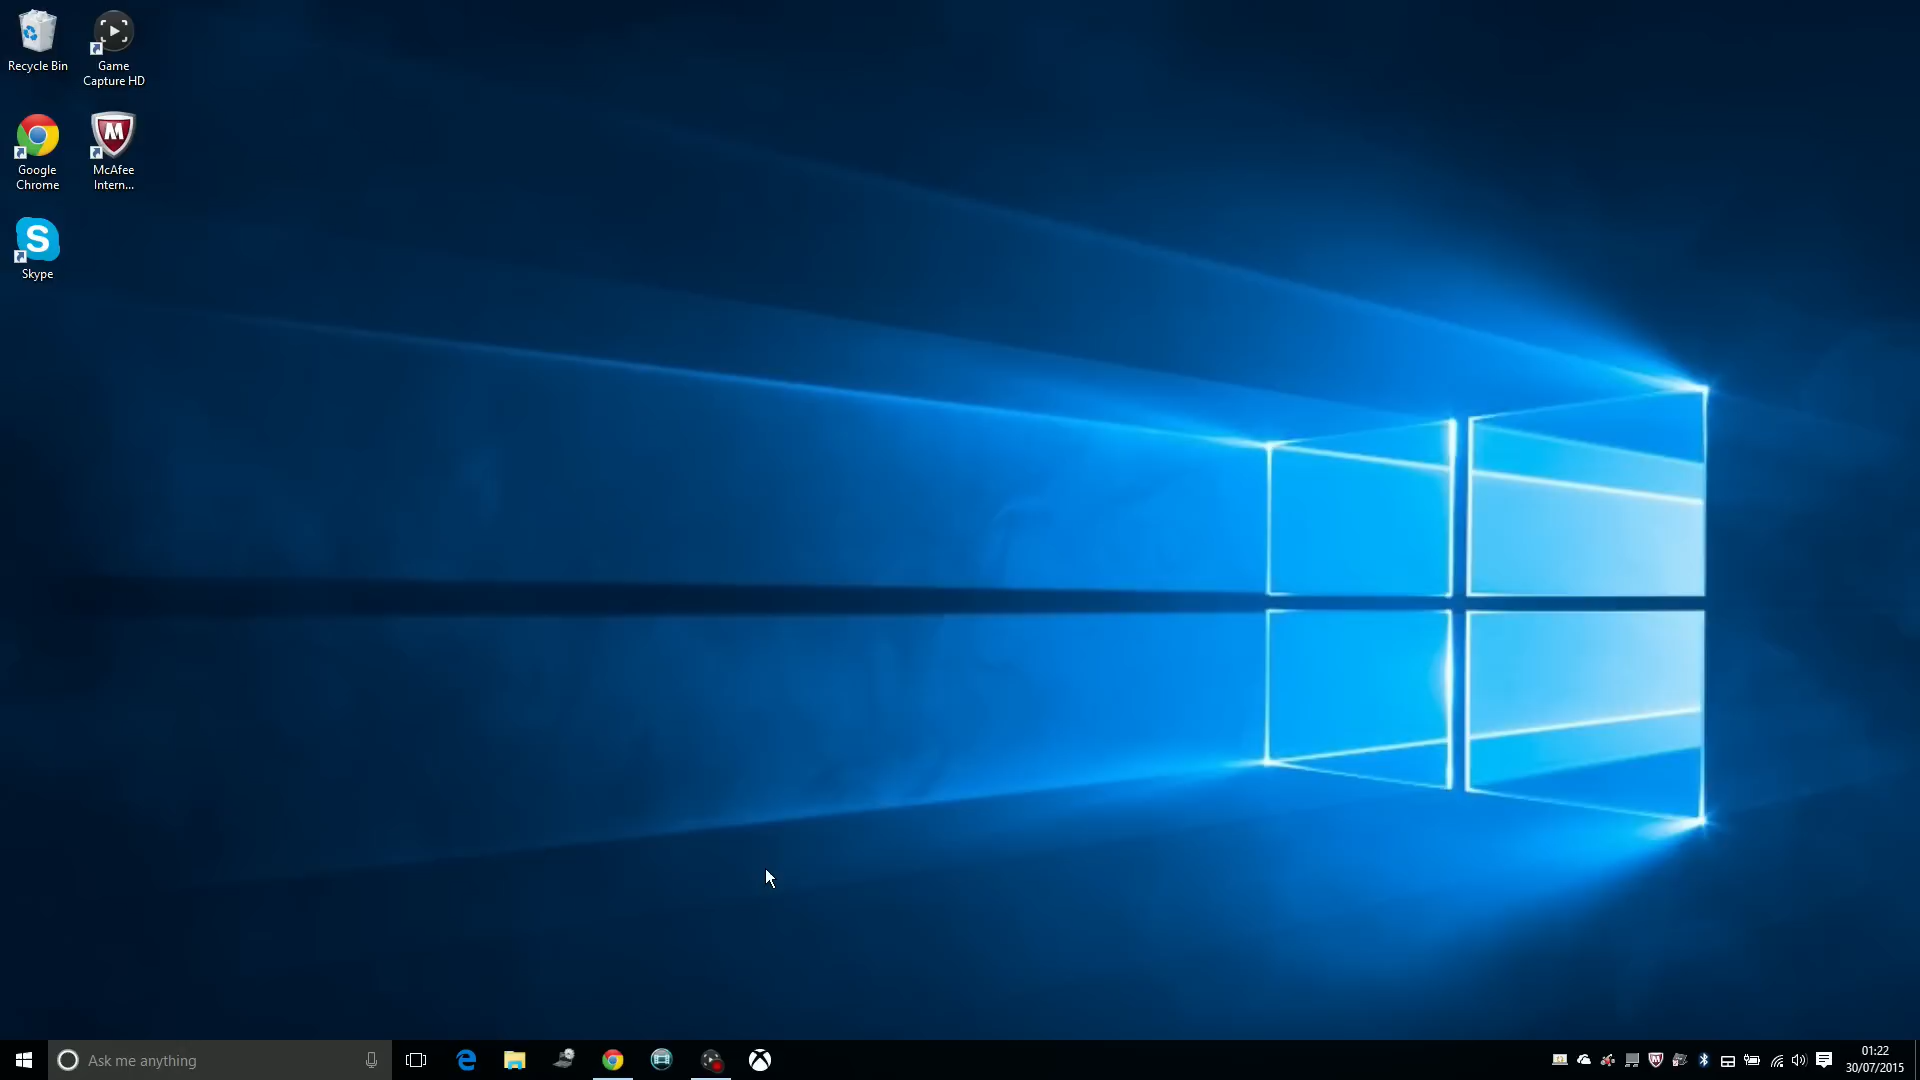 Recycle Bin
Game
Capture HD
Google
Chrome
McAfee
Intern...
Skype
Ask me anything
01:22
30/07/2015